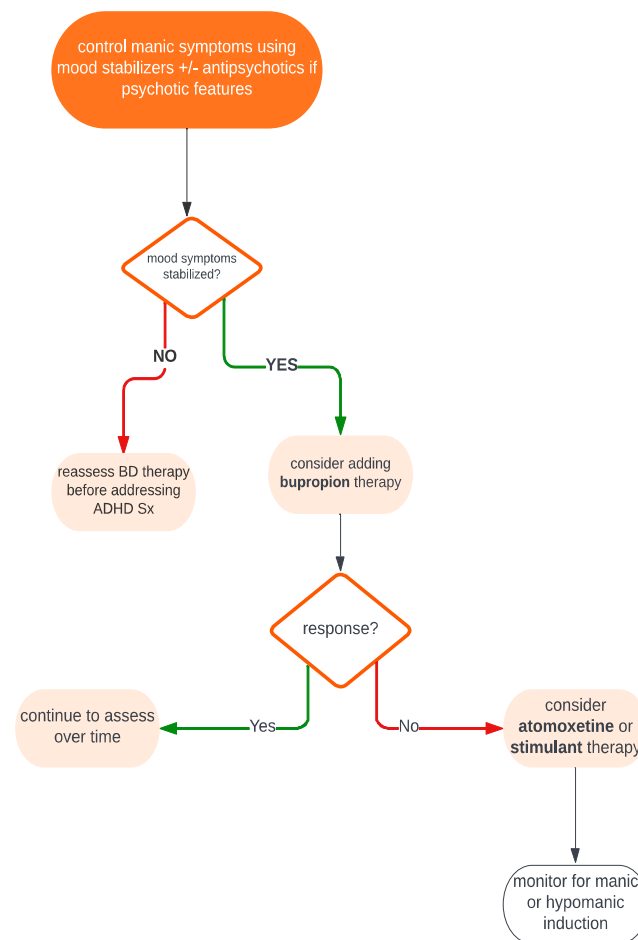 control manic symptoms using
mood stabilizers +/- antipsychotics if
psychotic features
mood symptoms
stabilized?
NO
YES
reassess BD therapy
before addressing
ADHD Sx
consider adding
bupropion therapy
response?
continue to assess
over time
Yes
No
consider
atomoxetine or
stimulant therapy
monitor for manic
or hypomanic
induction